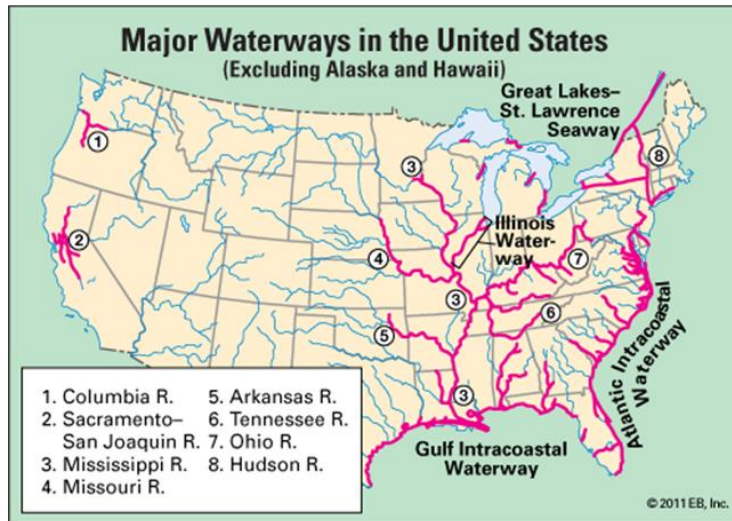 Major Waterways in the United States
(Excluding Alaska and Hawaii)
Great Lakes–
St. Lawrence
Seaway
1
3
8
2
Illinois
Water-
way
4
7
3
6
5
3
Atlantic Intracoastal
Waterway
Gulf Intracoastal
Waterway
1. Columbia R.
2. Sacramento–
San Joaquin R.
3. Mississippi R.
4. Missouri R.
5. Arkansas R.
6. Tennessee R.
7. Ohio R.
8. Hudson R.
© 2011 EB, Inc.